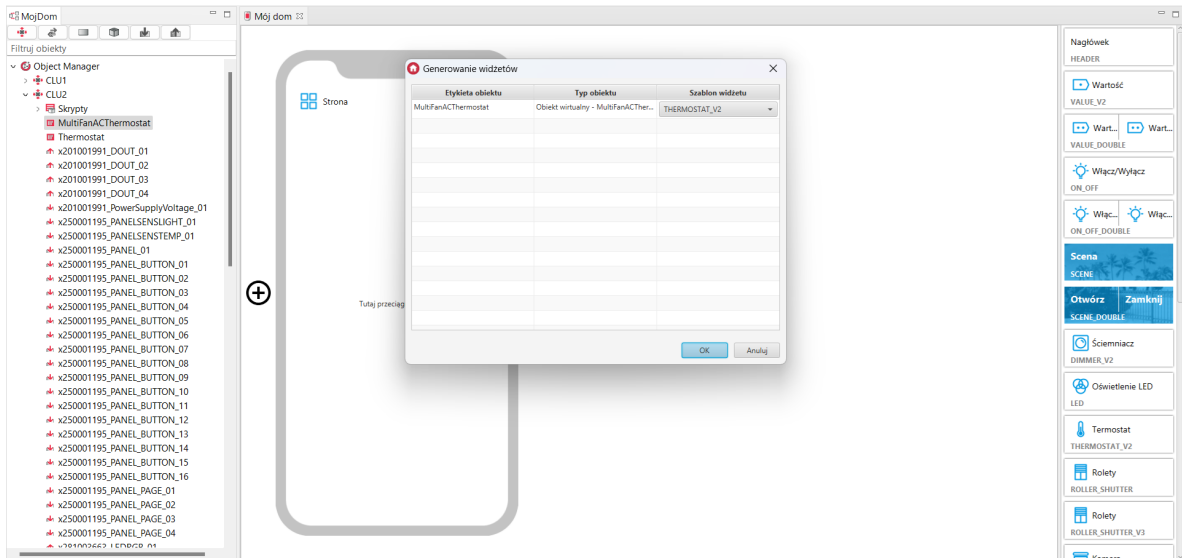 MojDom
Filtruj obiekty
Object Manager
CLU1
CLU2
Skrypty
MultiFanACThermostat
Thermostat
x201001991_DOUT_01
x201001991_DOUT_02
x201001991_DOUT_03
x201001991_DOUT_04
x201001991_PowerSupplyVoltage_01
x250001195_PANELSENSLIGHT_01
x250001195_PANELSENSTEMP_01
x250001195_PANEL_01
x250001195_PANEL_BUTTON_01
x250001195_PANEL_BUTTON_02
x250001195_PANEL_BUTTON_03
x250001195_PANEL_BUTTON_04
x250001195_PANEL_BUTTON_05
x250001195_PANEL_BUTTON_06
x250001195_PANEL_BUTTON_07
x250001195_PANEL_BUTTON_08
x250001195_PANEL_BUTTON_09
x250001195_PANEL_BUTTON_10
x250001195_PANEL_BUTTON_11
x250001195_PANEL_BUTTON_12
x250001195_PANEL_BUTTON_13
x250001195_PANEL_BUTTON_14
x250001195_PANEL_BUTTON_15
x250001195_PANEL_BUTTON_16
x250001195_PANEL_PAGE_01
x250001195_PANEL_PAGE_02
x250001195_PANEL_PAGE_03
x250001195_PANEL_PAGE_04
Mój dom
Strona
Tutaj przeciąg
Generowanie widżetów
Etykieta obiektu Typ obiektu Szablon widżetu
MultiFanACThermostat Obiekt wirtualny - MultiFanACTher... THERMOSTAT_V2
OK Anuluj
Nagłówek
HEADER
Wartość
VALUE_V2
Wart... Wart...
VALUE_DOUBLE
Włącz/Wyłącz
ON_OFF
Włąc... Włąc...
ON_OFF_DOUBLE
Scena
SCENE
Otwórz Zamknij
SCENE_DOUBLE
Ściemniacz
DIMMER_V2
Oświetlenie LED
LED
Termostat
THERMOSTAT_V2
Rolety
ROLLER_SHUTTER
Rolety
ROLLER_SHUTTER_V3